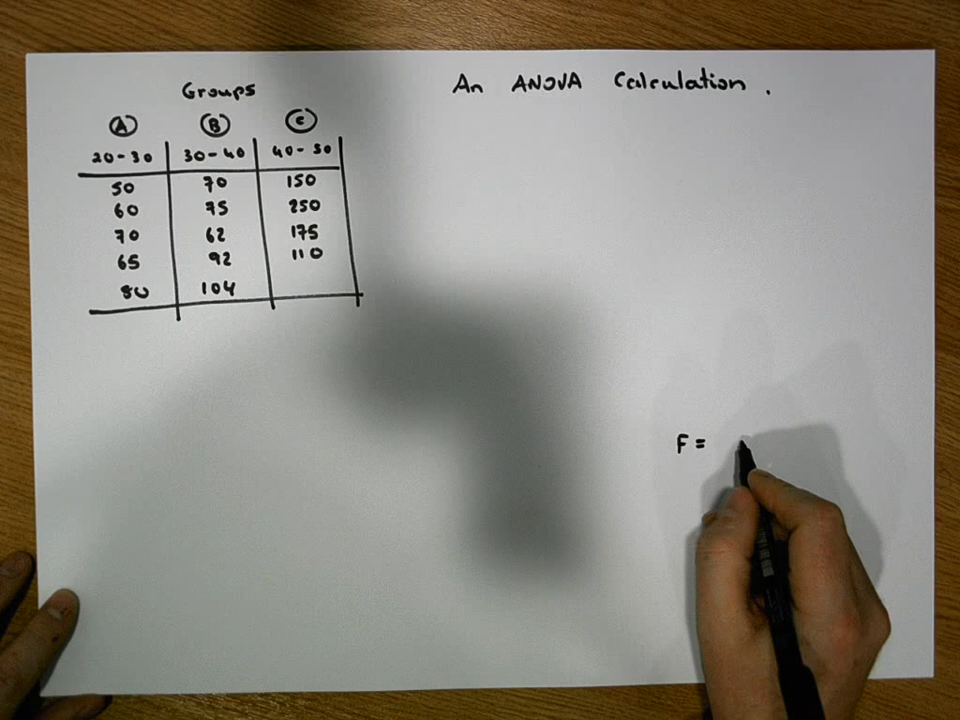 An ANOVA Calculation.
Groups
A B C
20-30 30-40 40-50
50 70 150
60 75 250
70 62 175
65 92 110
80 104
F =